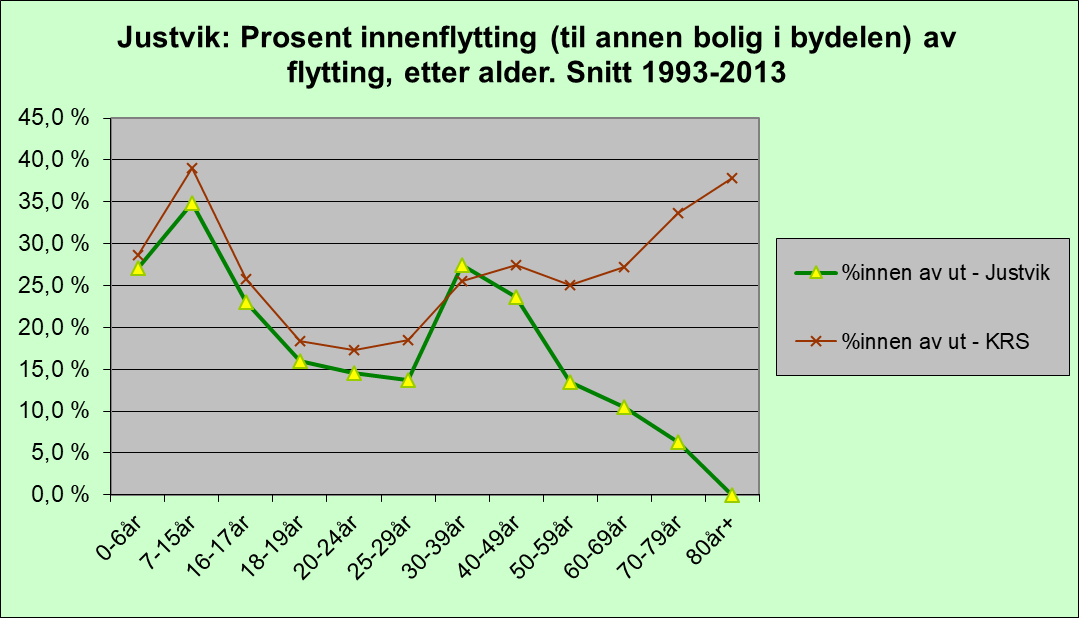 Justvik: Prosent innenflytting (til annen bolig i bydelen) av
flytting, etter alder. Snitt 1993-2013
45,0 %
40,0 %
35,0 %
30,0 %
25,0 %
20,0 %
15,0 %
10,0 %
5,0 %
0,0 %
0-6år
7-15år
16-17år
18-19år
20-24år
25-29år
30-39år
40-49år
50-59år
60-69år
70-79år
80år+
%innen av ut - Justvik
%innen av ut - KRS